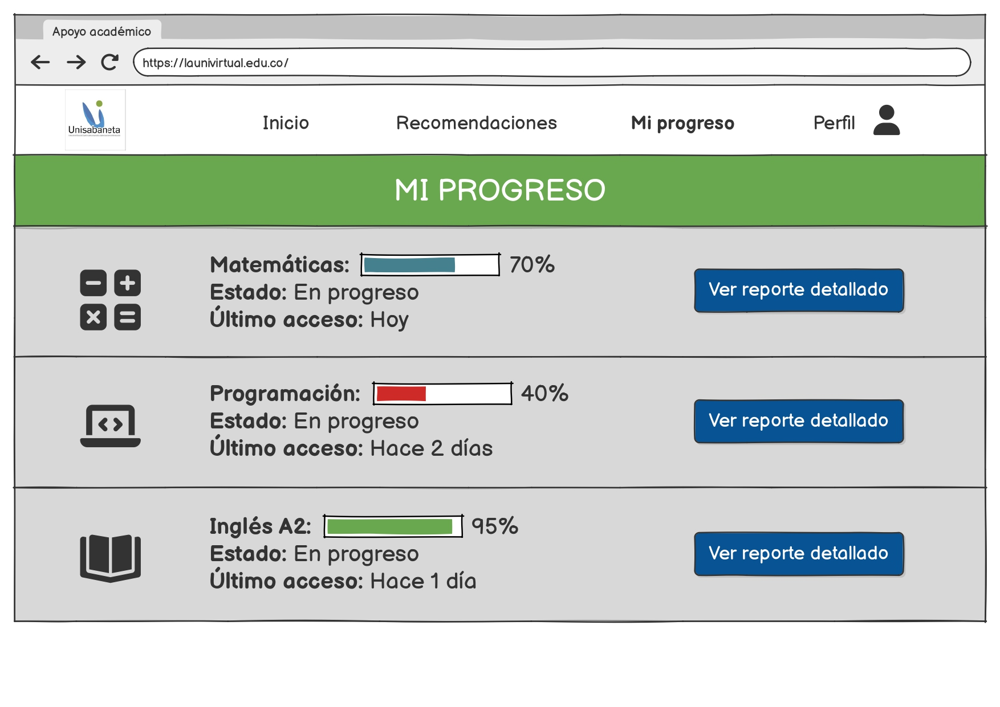 Apoyo académico
https://launivirtual.edu.co/
Unisabaneta
Inicio
Recomendaciones
Mi progreso
Perfil
MI PROGRESO
Matemáticas: 70%
Estado: En progreso
Último acceso: Hoy
Ver reporte detallado
Programación: 40%
Estado: En progreso
Último acceso: Hace 2 días
Ver reporte detallado
Inglés A2: 95%
Estado: En progreso
Último acceso: Hace 1 día
Ver reporte detallado